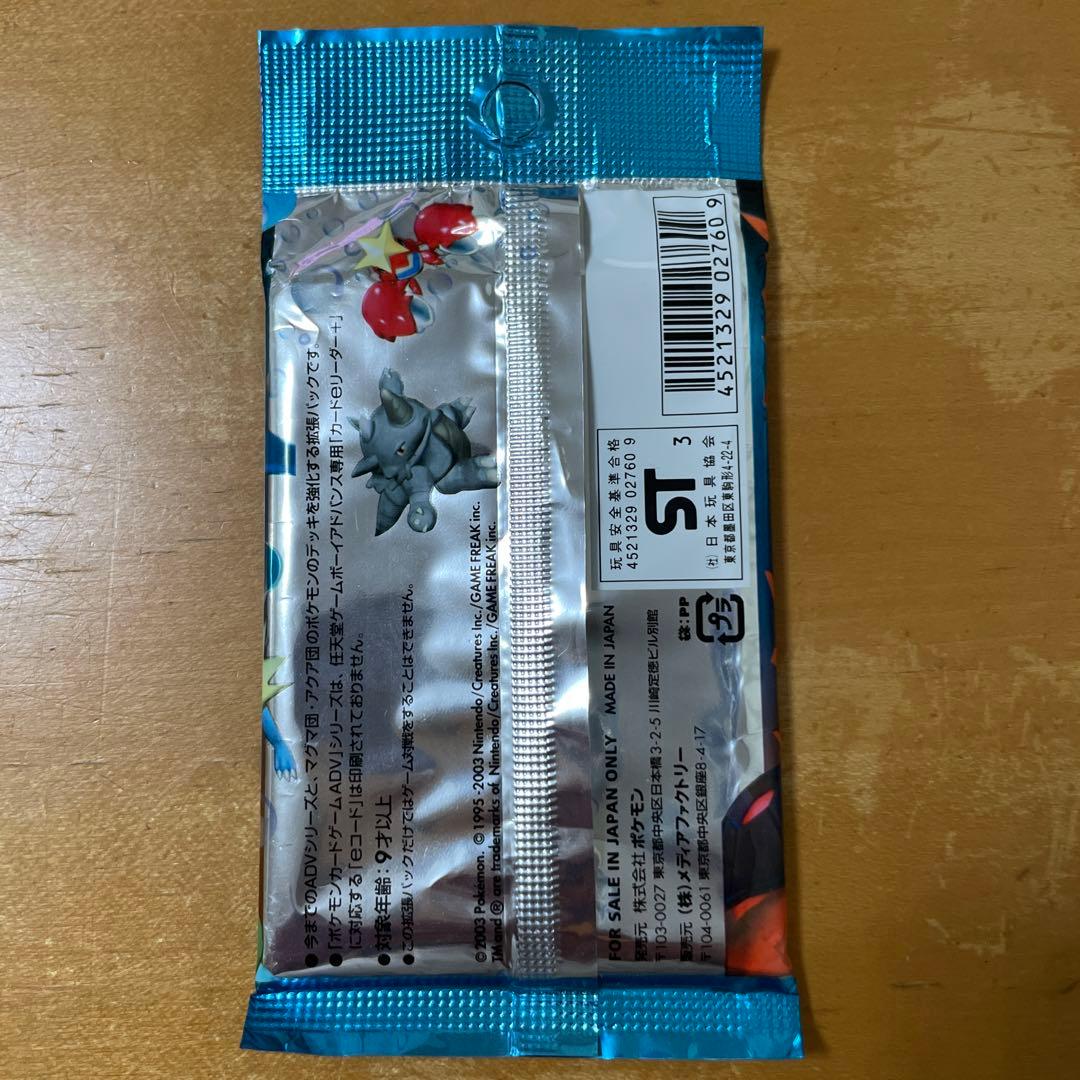 ●今までのADVシリーズと、マグマ団・アクア団のポケモンのデッキを強化する拡張パックです。
●「ポケモンカードゲームADV」シリーズは、任天堂ゲームボーイアドバンス専用「カードeリーダー+」
に対応する「eコード」は印刷されておりません。
●対象年齢:9才以上
●この拡張パックだけではゲーム対戦をすることはできません。
©2003 Pokémon. ©1995-2003 Nintendo/Creatures Inc./GAME FREAK inc.
TM and ® are trademarks of Nintendo/Creatures Inc./GAME FREAK inc.
FOR SALE IN JAPAN ONLY MADE IN JAPAN
発売元 株式会社 ポケモン
〒103-0027 東京都中央区日本橋3-2-5 川崎定徳ビル別館
販売元 (株)メディアファクトリー
〒104-0061 東京都中央区銀座8-4-17
袋:PP
プラ
玩具安全基準合格
4521329 02760 9
ST 3
(社)日本玩具協会
東京都墨田区東駒形4-22-4
4521329 02760 9